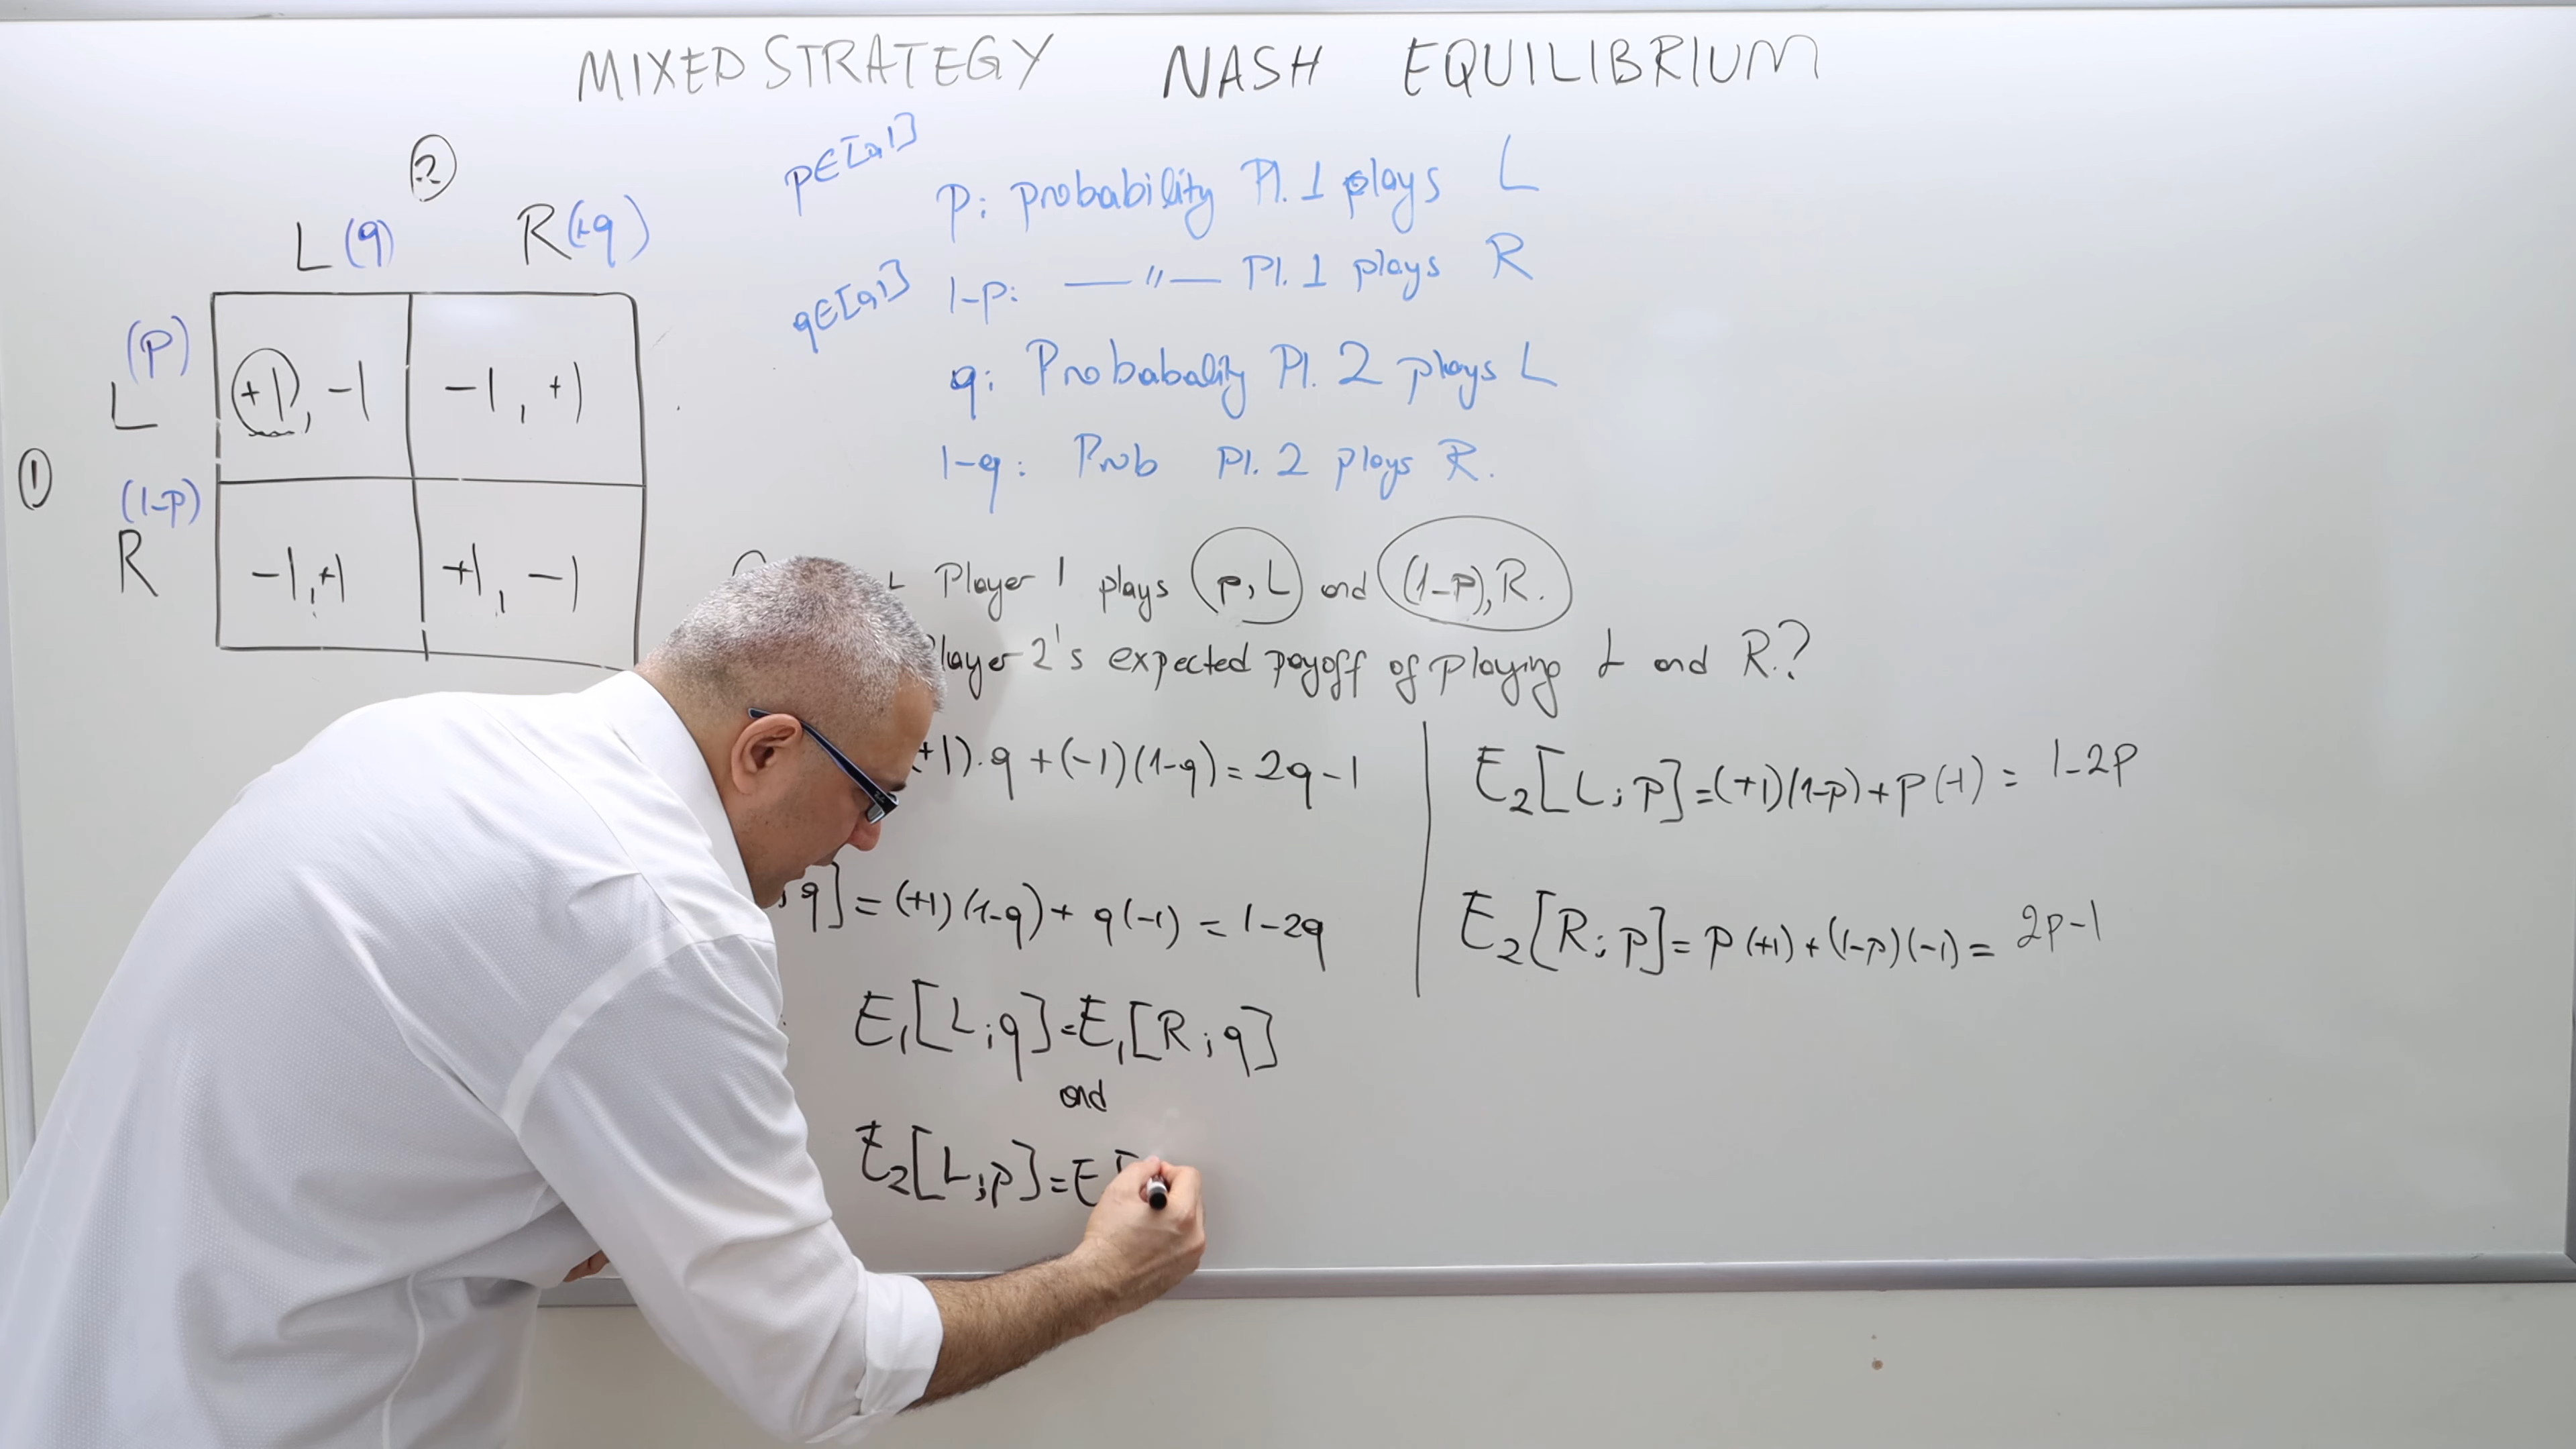 MIXED STRATEGY NASH EQUILIBRIUM
②
L (q) R (1-q)
(p)
L
+1, -1
-1, +1
①
(1-p)
R
-1, +1
+1, -1
p∈[0,1]
p: probability Pl. 1 plays L
1-p: —〃— Pl. 1 plays R
q∈[0,1]
q: Probabability Pl. 2 plays L
1-q: Prob Pl. 2 plays R.
Player 1 plays p, L and (1-p), R.
Player 2's expected payoff of playing L and R.?
+1).q + (-1)(1-q) = 2q-1
;q] = (+1)(1-q) + q(-1) = 1-2q
E₁[L;q] = E₁[R;q]
and
E₂[L;p] = E
E₂[L;p] = (+1)(1-p) + p(-1) = 1-2p
E₂[R;p] = p(+1) + (1-p)(-1) = 2p-1